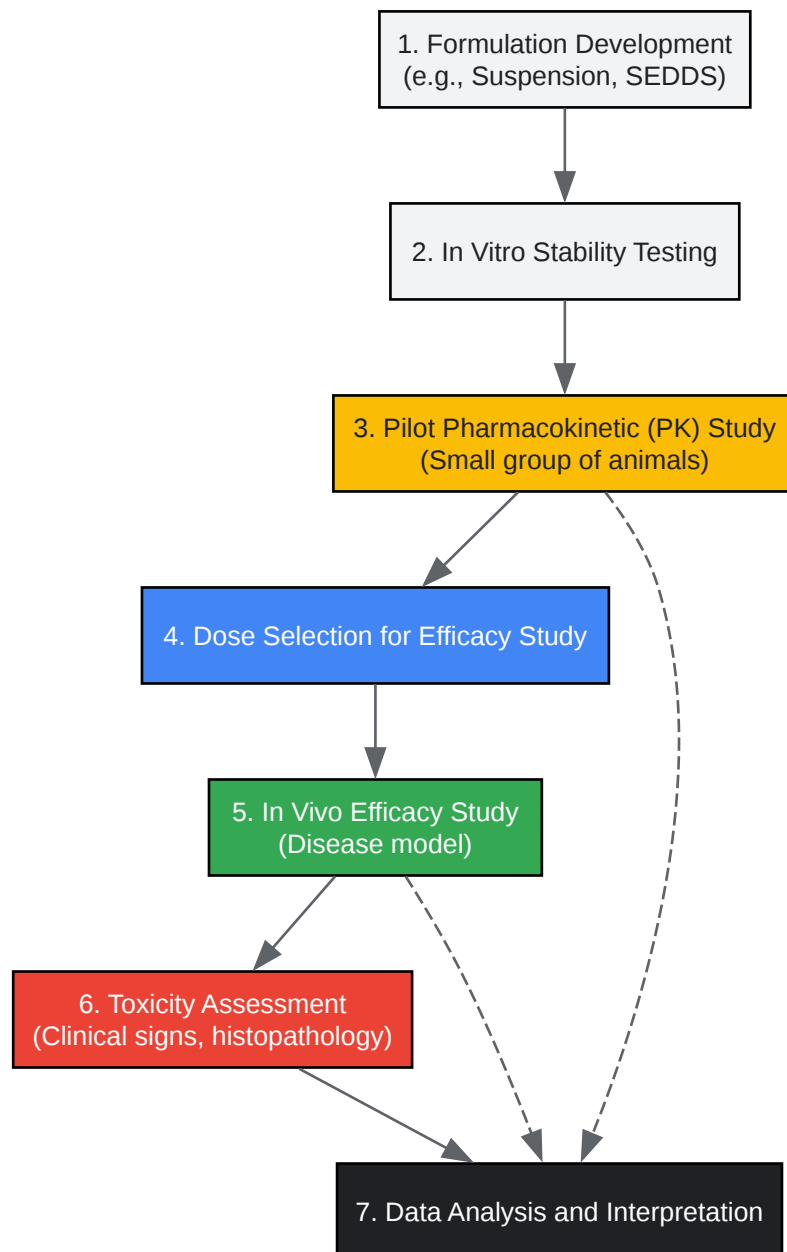 1. Formulation Development
(e.g., Suspension, SEDDS)
2. In Vitro Stability Testing
3. Pilot Pharmacokinetic (PK) Study
(Small group of animals)
4. Dose Selection for Efficacy Study
5. In Vivo Efficacy Study
(Disease model)
6. Toxicity Assessment
(Clinical signs, histopathology)
7. Data Analysis and Interpretation